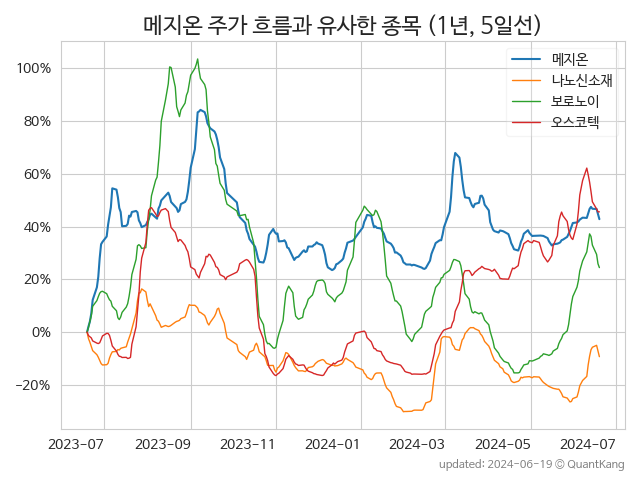 메지온 주가 흐름과 유사한 종목 (1년, 5일선)
메지온
나노신소재
보로노이
오스코텍
100%
80%
60%
40%
20%
0%
−20%
2023-07
2023-09
2023-11
2024-01
2024-03
2024-05
2024-07
updated: 2024-06-19 © QuantKang